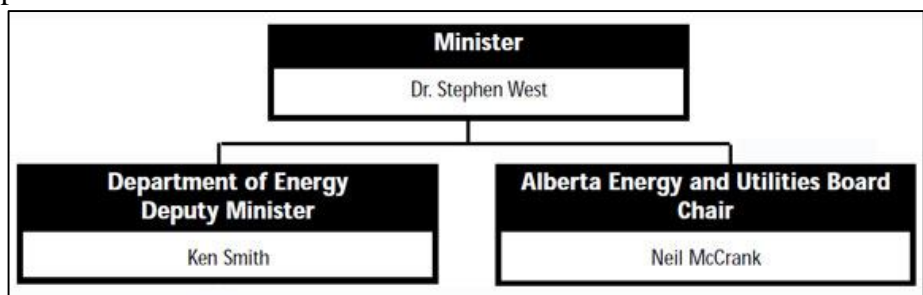 Minister
Dr. Stephen West
Department of Energy
Deputy Minister
Ken Smith
Alberta Energy and Utilities Board
Chair
Neil McCrank